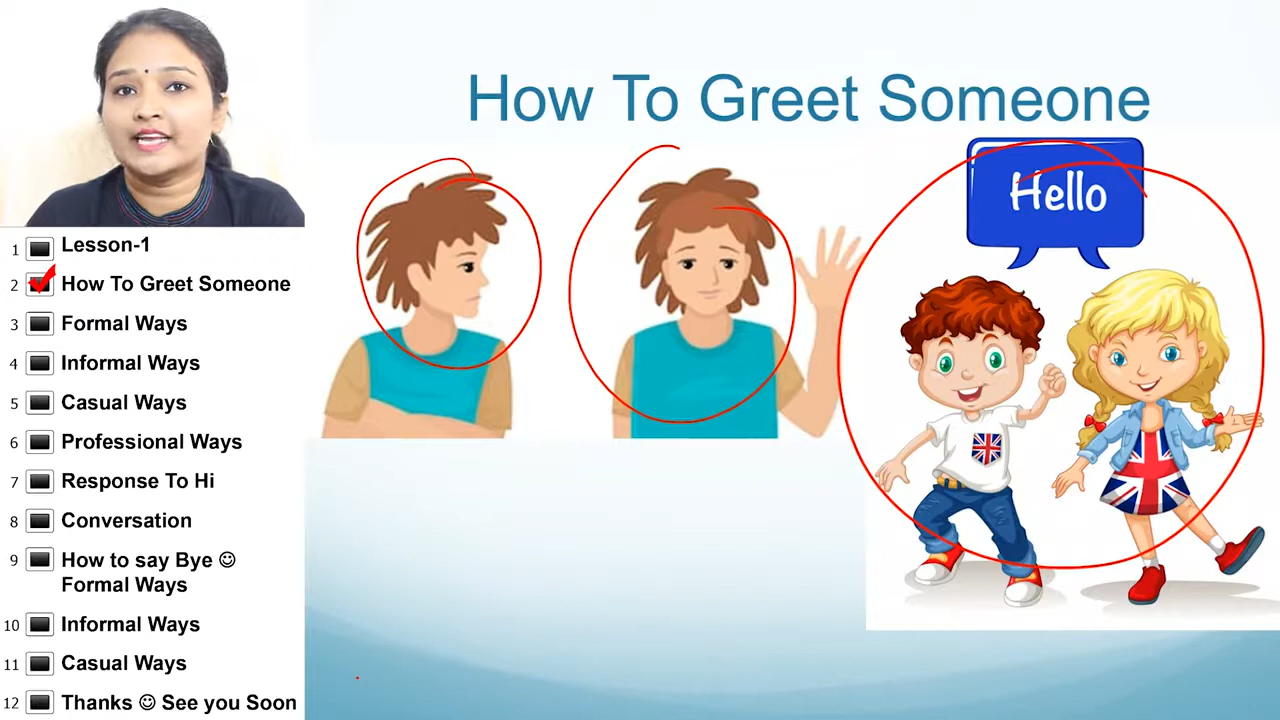 How To Greet Someone
Hello
1 Lesson-1
2 How To Greet Someone
3 Formal Ways
4 Informal Ways
5 Casual Ways
6 Professional Ways
7 Response To Hi
8 Conversation
9 How to say Bye ☺
Formal Ways
10 Informal Ways
11 Casual Ways
12 Thanks ☺ See you Soon